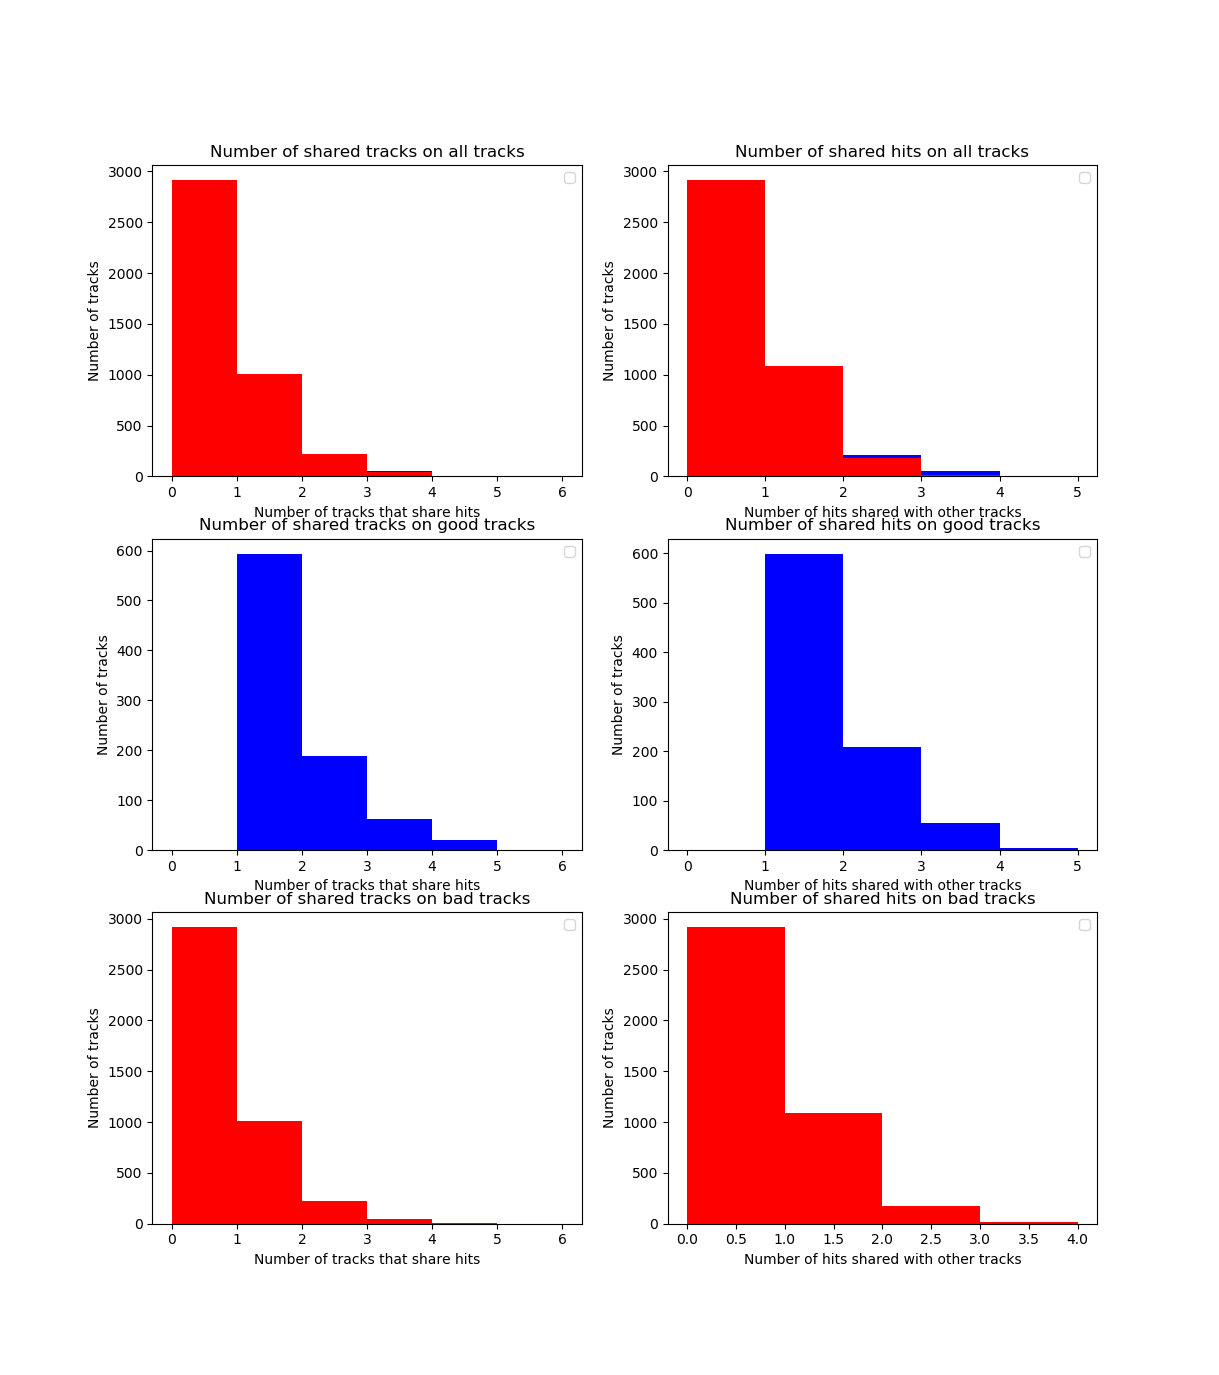 Number of shared tracks on all tracks
3000
2500
2000
1500
1000
500
0
Number of tracks
0 1 2 3 4 5 6
Number of tracks that share hits
Number of shared hits on all tracks
3000
2500
2000
1500
1000
500
0
Number of tracks
0 1 2 3 4 5
Number of hits shared with other tracks
Number of shared tracks on good tracks
600
500
400
300
200
100
0
Number of tracks
0 1 2 3 4 5 6
Number of tracks that share hits
Number of shared hits on good tracks
600
500
400
300
200
100
0
Number of tracks
0 1 2 3 4 5
Number of hits shared with other tracks
Number of shared tracks on bad tracks
3000
2500
2000
1500
1000
500
0
Number of tracks
0 1 2 3 4 5 6
Number of tracks that share hits
Number of shared hits on bad tracks
3000
2500
2000
1500
1000
500
0
Number of tracks
0.0 0.5 1.0 1.5 2.0 2.5 3.0 3.5 4.0
Number of hits shared with other tracks